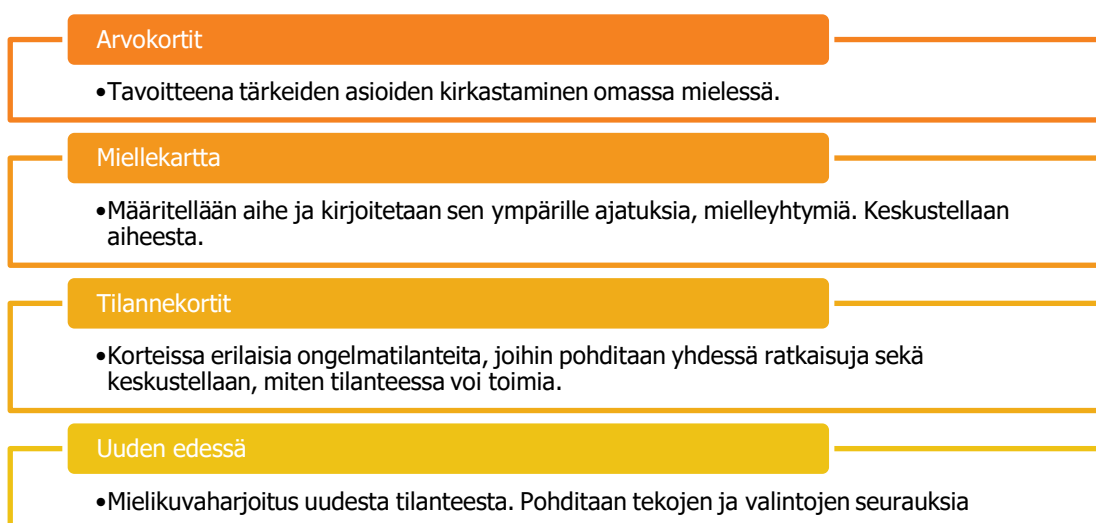 Arvokortit
•Tavoitteena tärkeiden asioiden kirkastaminen omassa mielessä.
Miellekartta
•Määritellään aihe ja kirjoitetaan sen ympärille ajatuksia, mielleyhtymiä. Keskustellaan
aiheesta.
Tilannekortit
•Korteissa erilaisia ongelmatilanteita, joihin pohditaan yhdessä ratkaisuja sekä
keskustellaan, miten tilanteessa voi toimia.
Uuden edessä
•Mielikuvaharjoitus uudesta tilanteesta. Pohditaan tekojen ja valintojen seurauksia